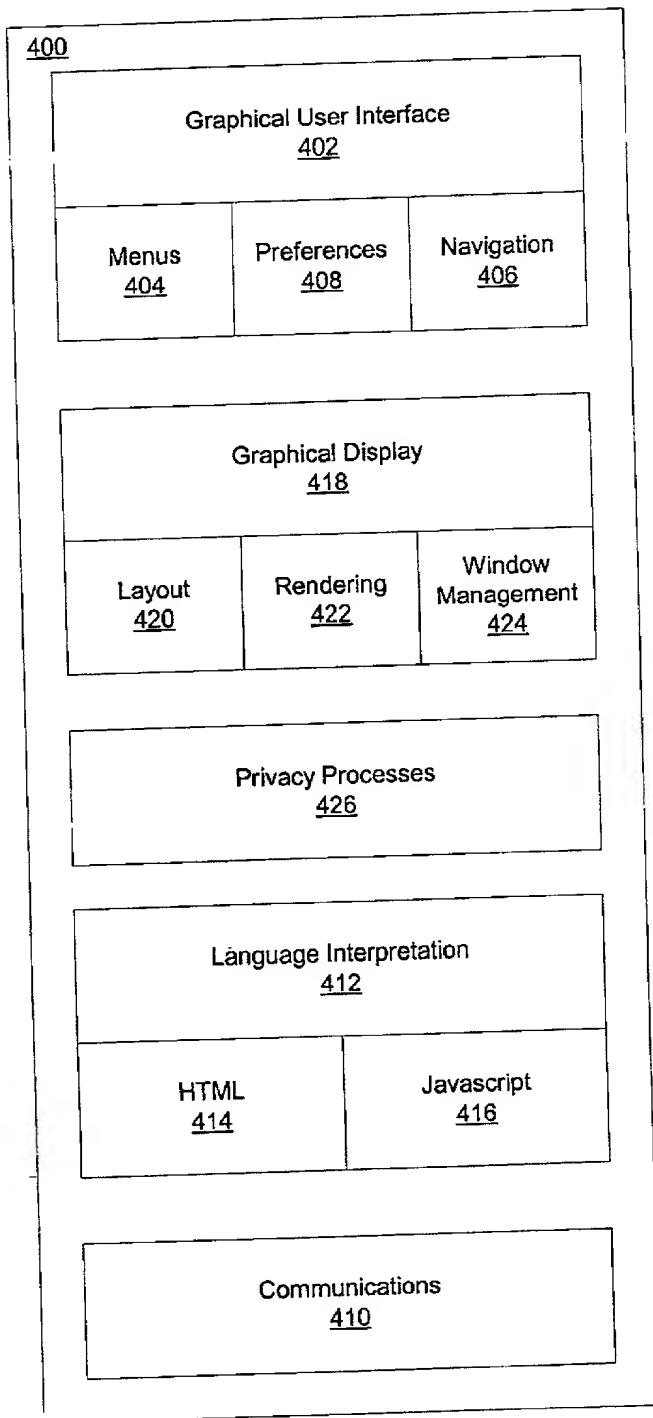 400
Graphical User Interface
402
Menus
404
Preferences
408
Navigation
406
Graphical Display
418
Layout
420
Rendering
422
Window
Management
424
Privacy Processes
426
Language Interpretation
412
HTML
414
Javascript
416
Communications
410